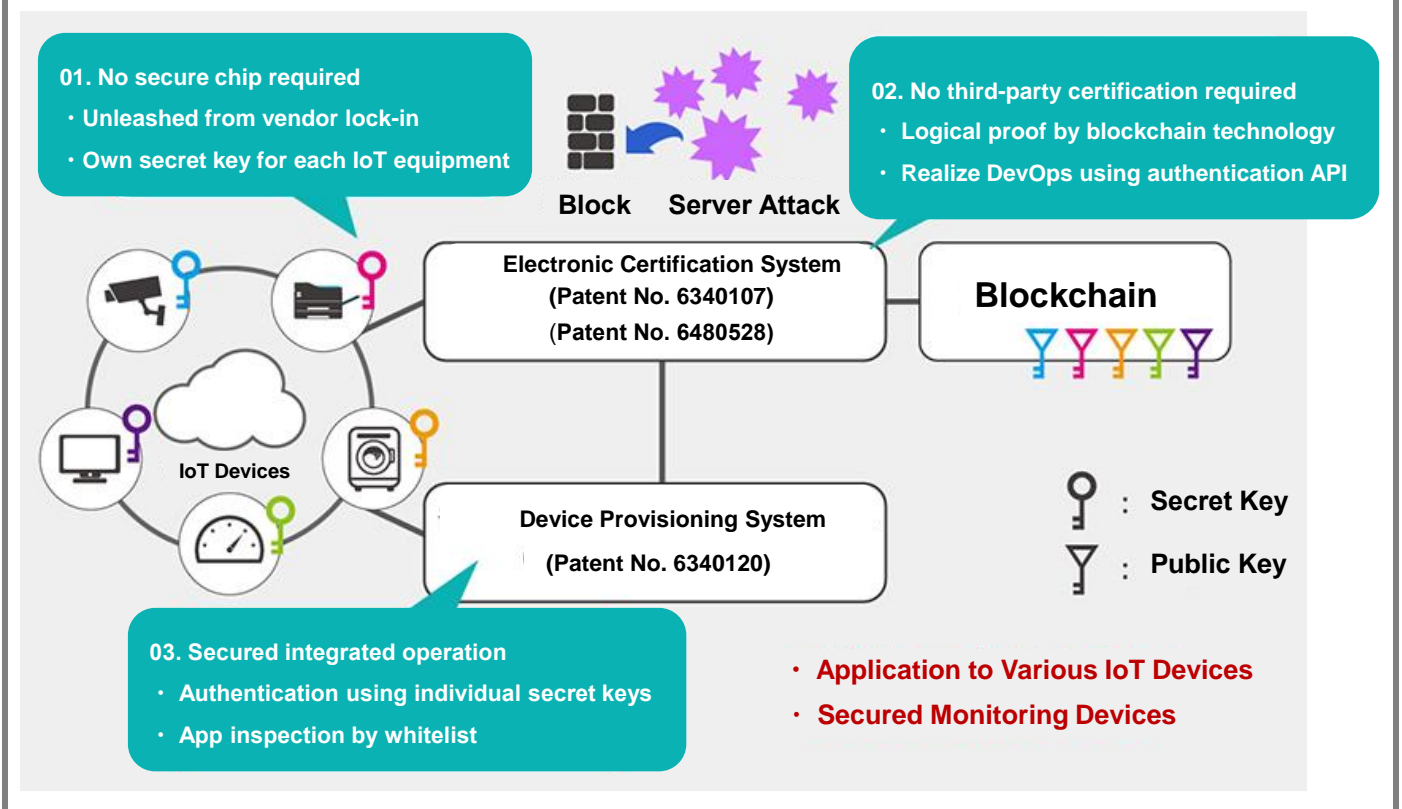 01. No secure chip required
・Unleashed from vendor lock-in
・Own secret key for each IoT equipment
02. No third-party certification required
・ Logical proof by blockchain technology
・ Realize DevOps using authentication API
Block
Server Attack
Electronic Certification System
(Patent No. 6340107)
(Patent No. 6480528)
Blockchain
IoT Devices
Device Provisioning System
(Patent No. 6340120)
: Secret Key
: Public Key
03. Secured integrated operation
・ Authentication using individual secret keys
・ App inspection by whitelist
・ Application to Various IoT Devices
・ Secured Monitoring Devices